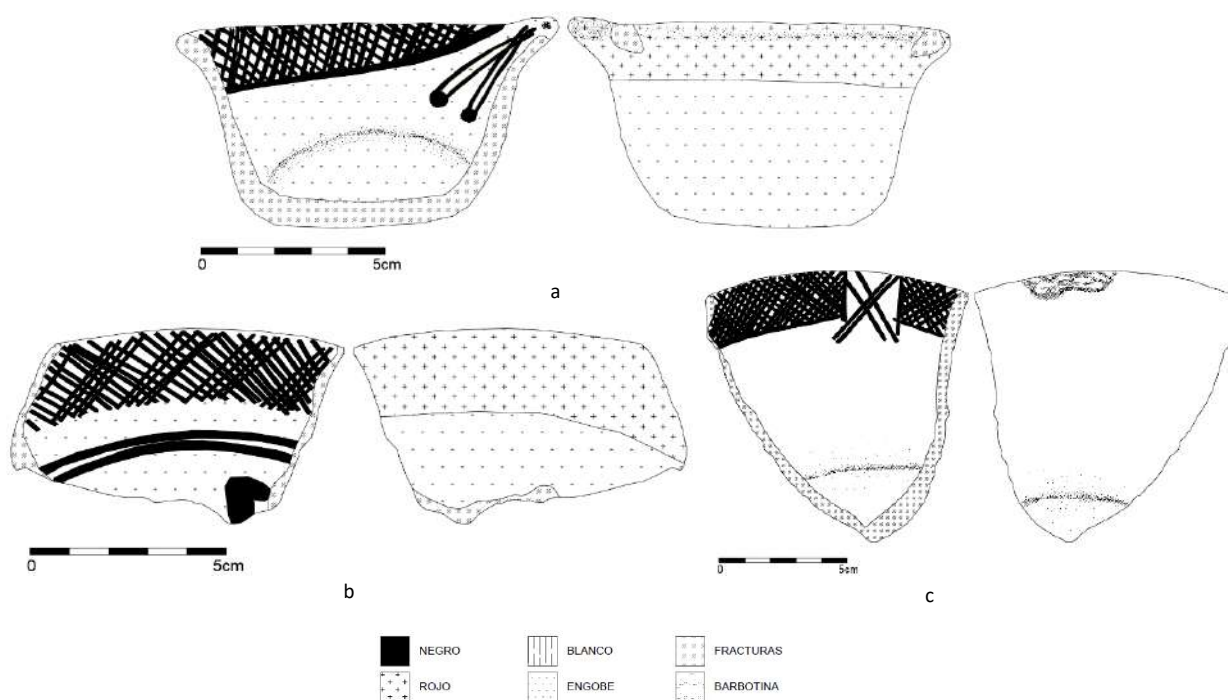 0 5cm
a
0 5cm
b
0 5cm
c
NEGRO BLANCO FRACTURAS
ROJO ENGOBE BARBOTINA